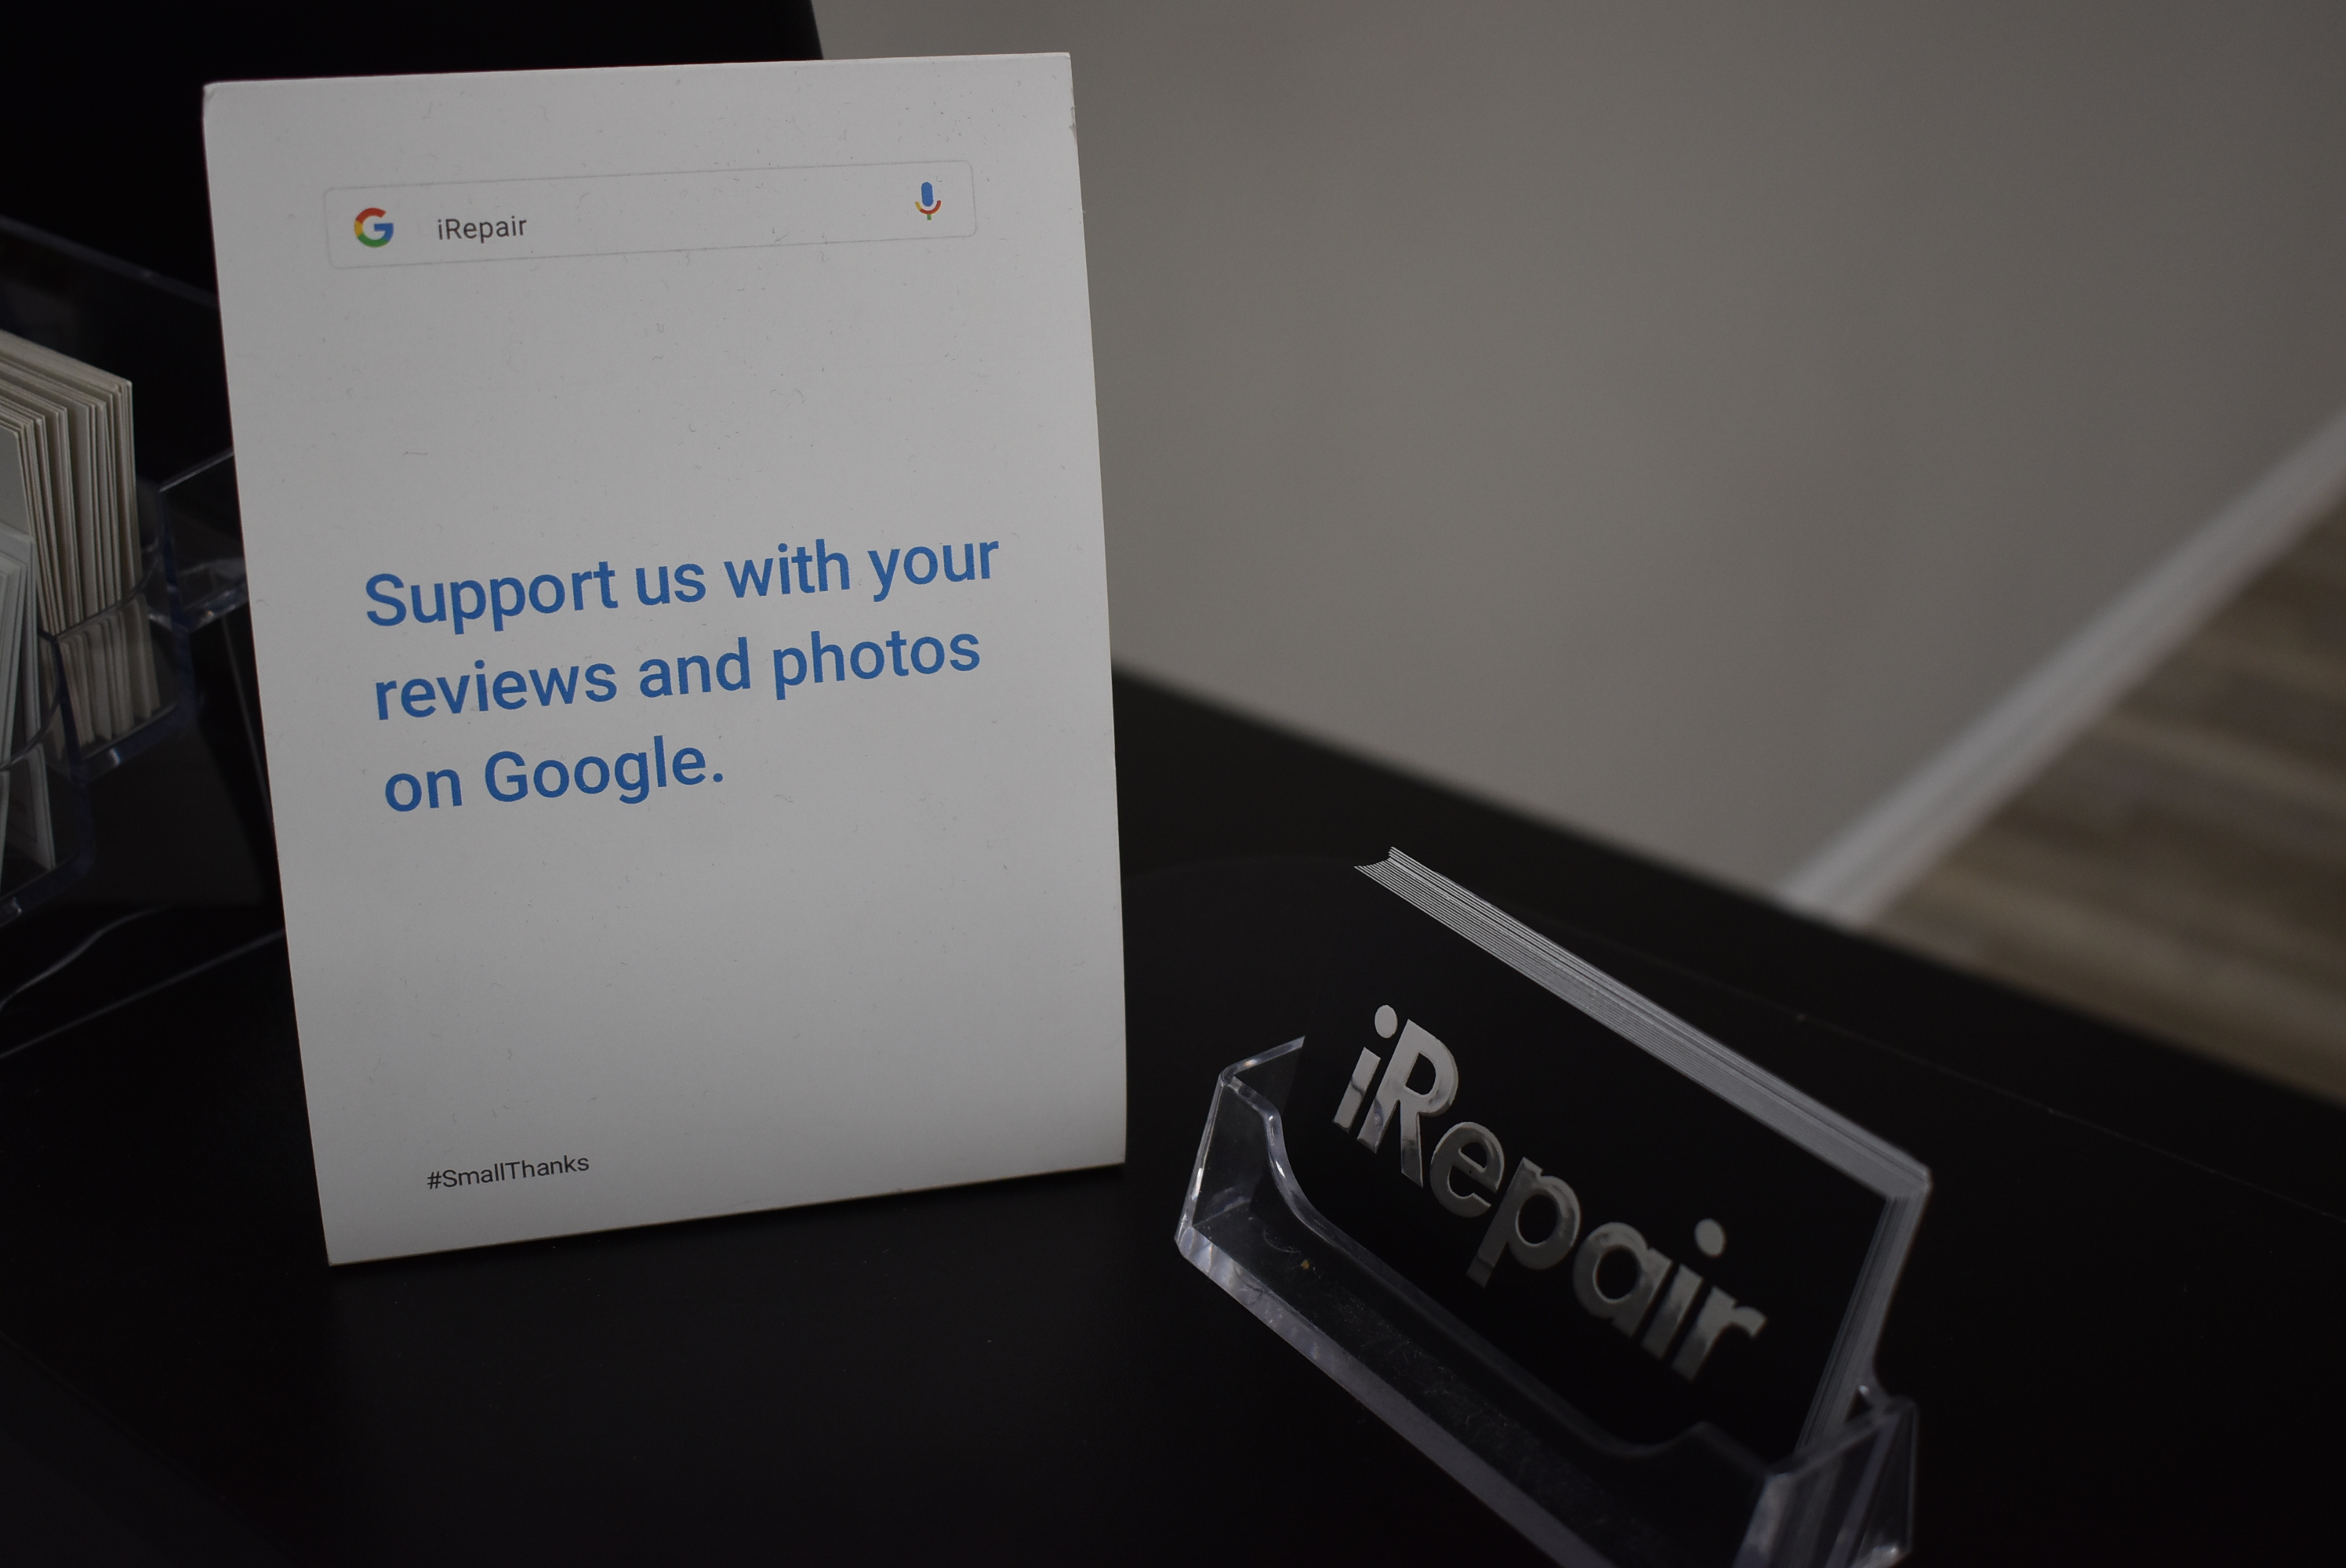 iRepair
Support us with your
reviews and photos
on Google.
#SmallThanks
iRepair